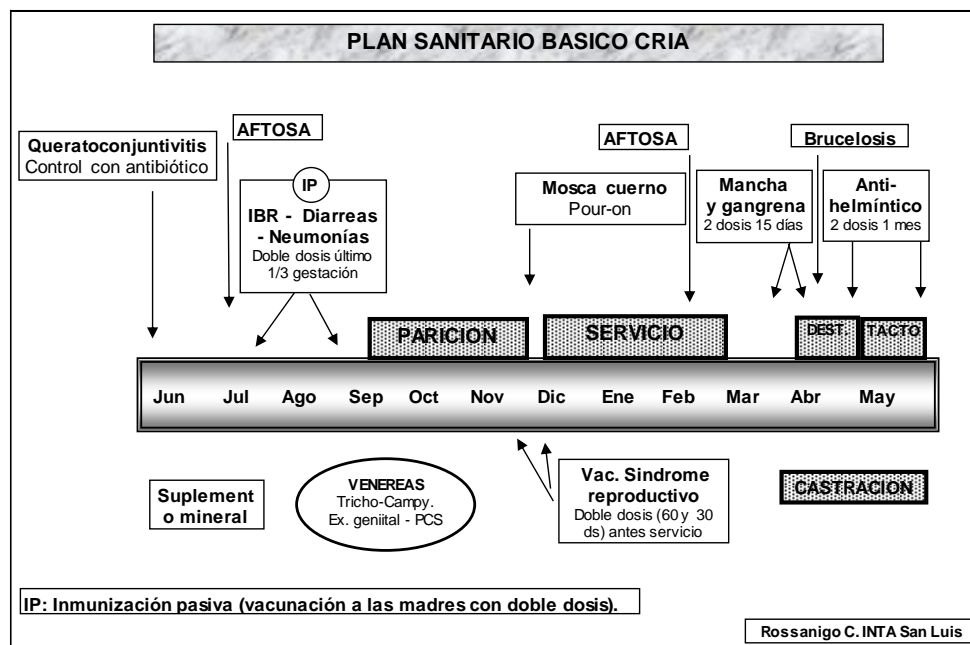 PLAN SANITARIO BASICO CRIA
AFTOSA
Queratoconjuntivitis
Control con antibiótico
IP
IBR - Diarreas
- Neumonías
Doble dosis último
1/3 gestación
Mosca cuerno
Pour-on
AFTOSA
Mancha
y gangrena
2 dosis 15 días
Brucelosis
Anti-
helmíntico
2 dosis 1 mes
PARICION
SERVICIO
DEST.
TACTO
Jun Jul Ago Sep Oct Nov Dic Ene Feb Mar Abr May
Suplement
o mineral
VENEREAS
Tricho-Campy.
Ex. geniital - PCS
Vac. Sindrome
reproductivo
Doble dosis (60 y 30
ds) antes servicio
CASTRACION
IP: Inmunización pasiva (vacunación a las madres con doble dosis).
Rossanigo C. INTA San Luis